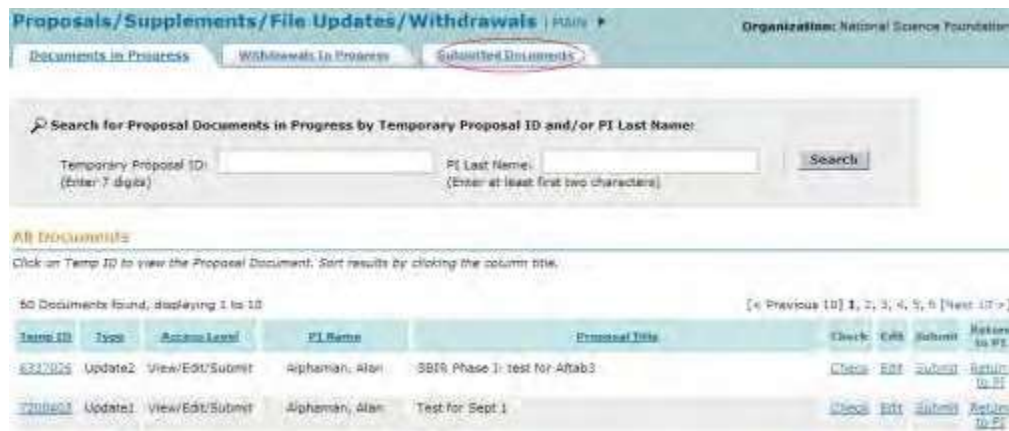 Proposals/Supplements/File Updates/Withdrawals | MAIN
Organization: National Science Foundation
Documents in Progress Withdrawals In Progress Submitted Documents
Search for Proposal Documents in Progress by Temporary Proposal ID and/or PI Last Name:
Temporary Proposal ID: PI Last Name: Search
(Enter 7 digits) (Enter at least first two characters)
All Documents
Click on Temp ID to view the Proposal Document. Sort results by clicking the column title.
50 Documents found, displaying 1 to 10 [< Previous 10] 1, 2, 3, 4, 5, 6 [Next 10 >]
Temp ID Type Access Level PI Name Proposal Title Check Edit Submit Return to PI
Update2 View/Edit/Submit Alphaman, Alan SBIR Phase I: test for Aftab3 Check Edit Submit Return to PI
Update1 View/Edit/Submit Alphaman, Alan Test for Sept 1 Check Edit Submit Return to PI